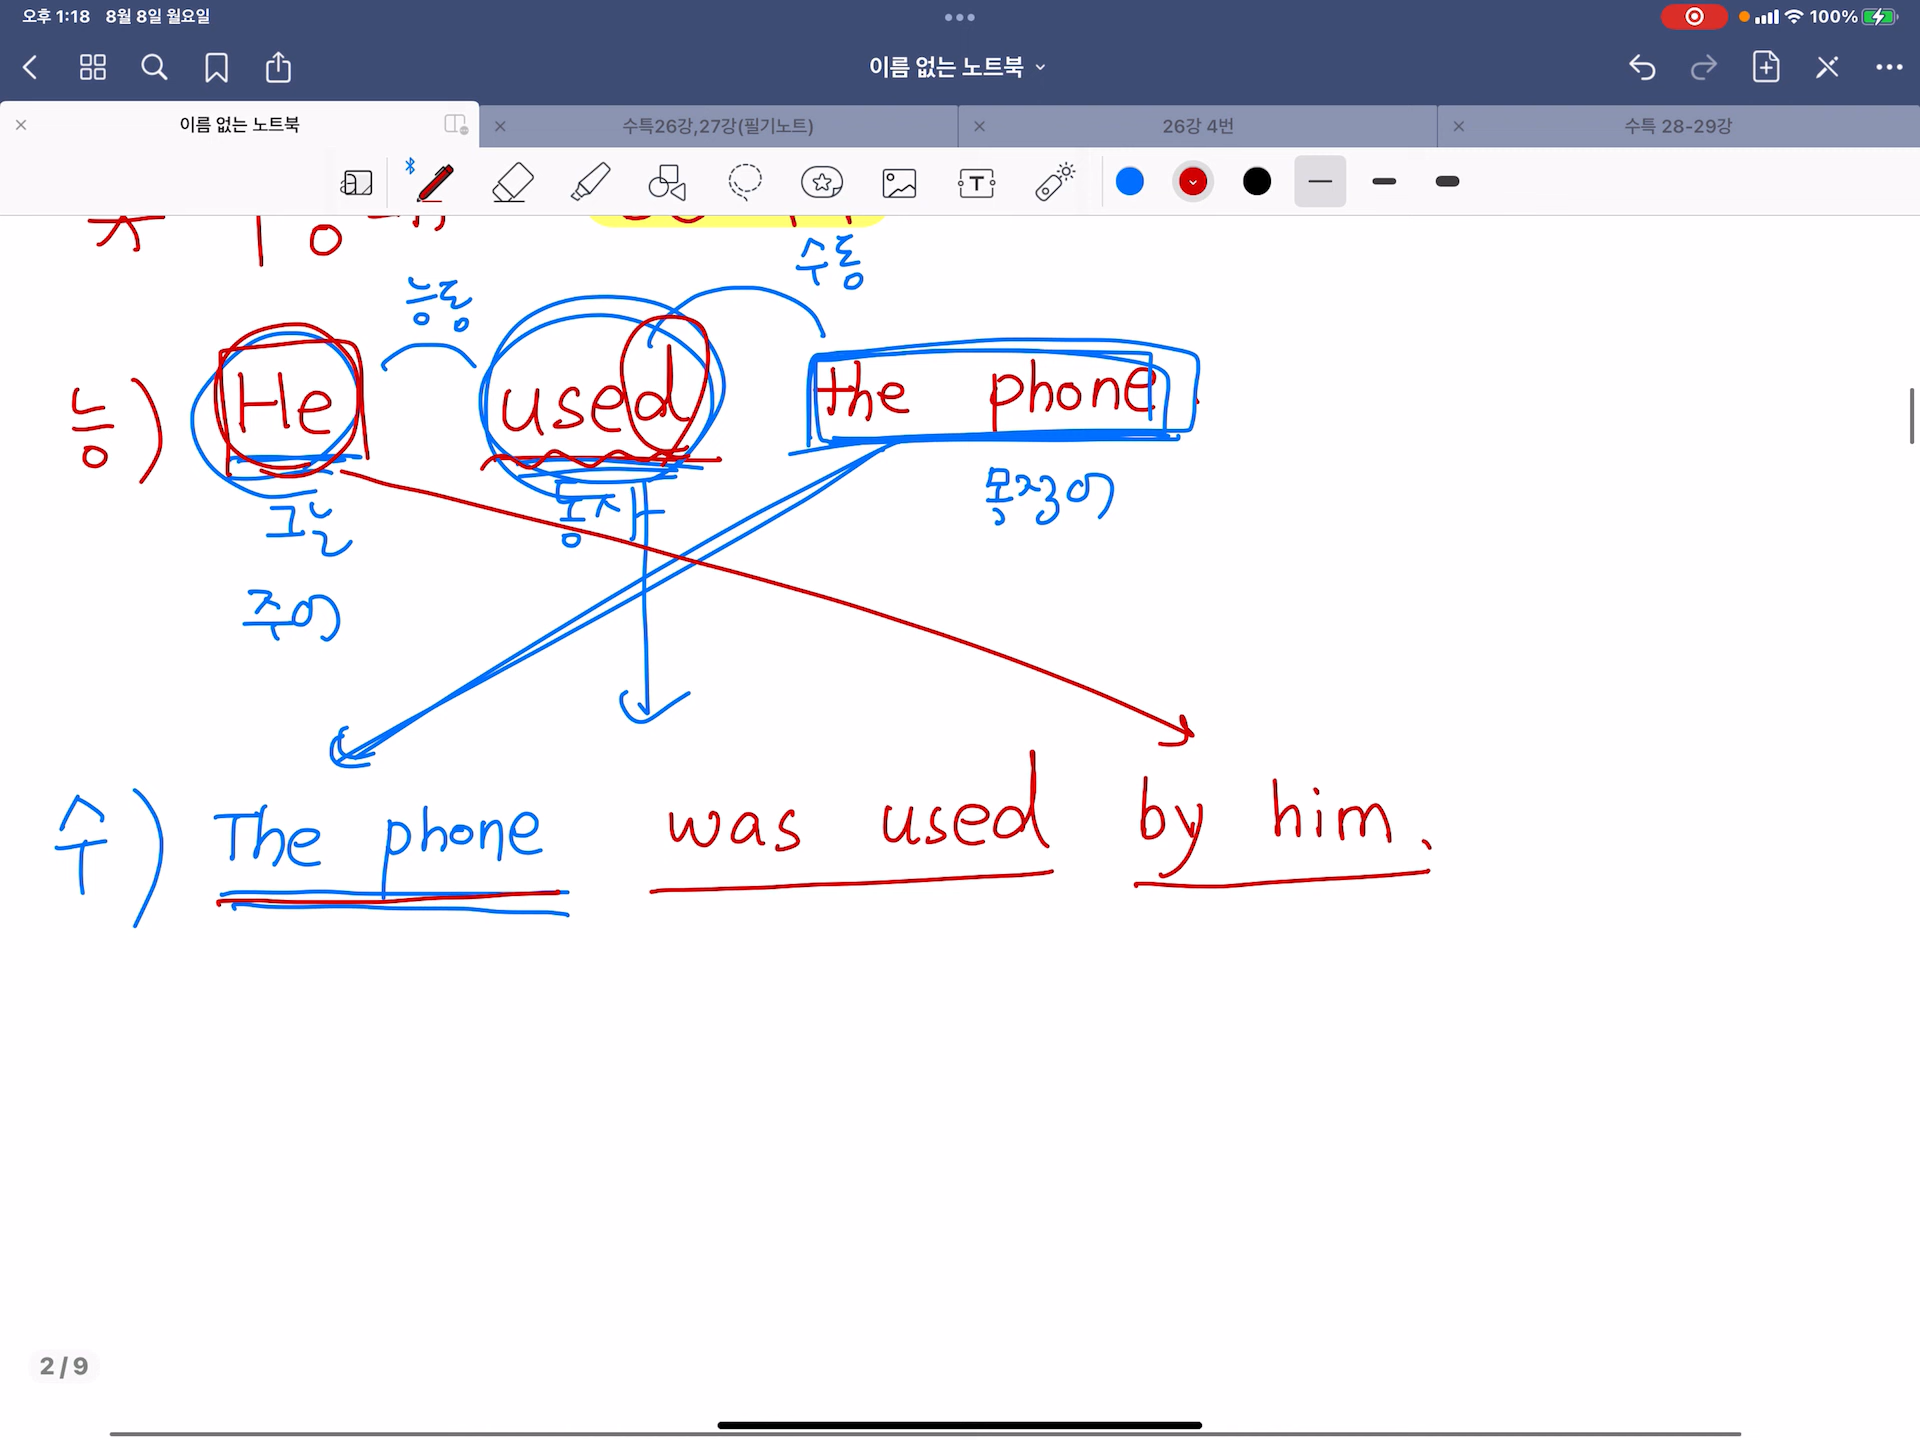 오후 1:18 8월 8일 월요일
100%
이름 없는 노트북
이름 없는 노트북
수특26강,27강(필기노트)
26강 4번
수특 28-29강
수동
능동
능) He used the phone.
동사
목적어
그는
주어
수) The phone was used by him.
2 / 9